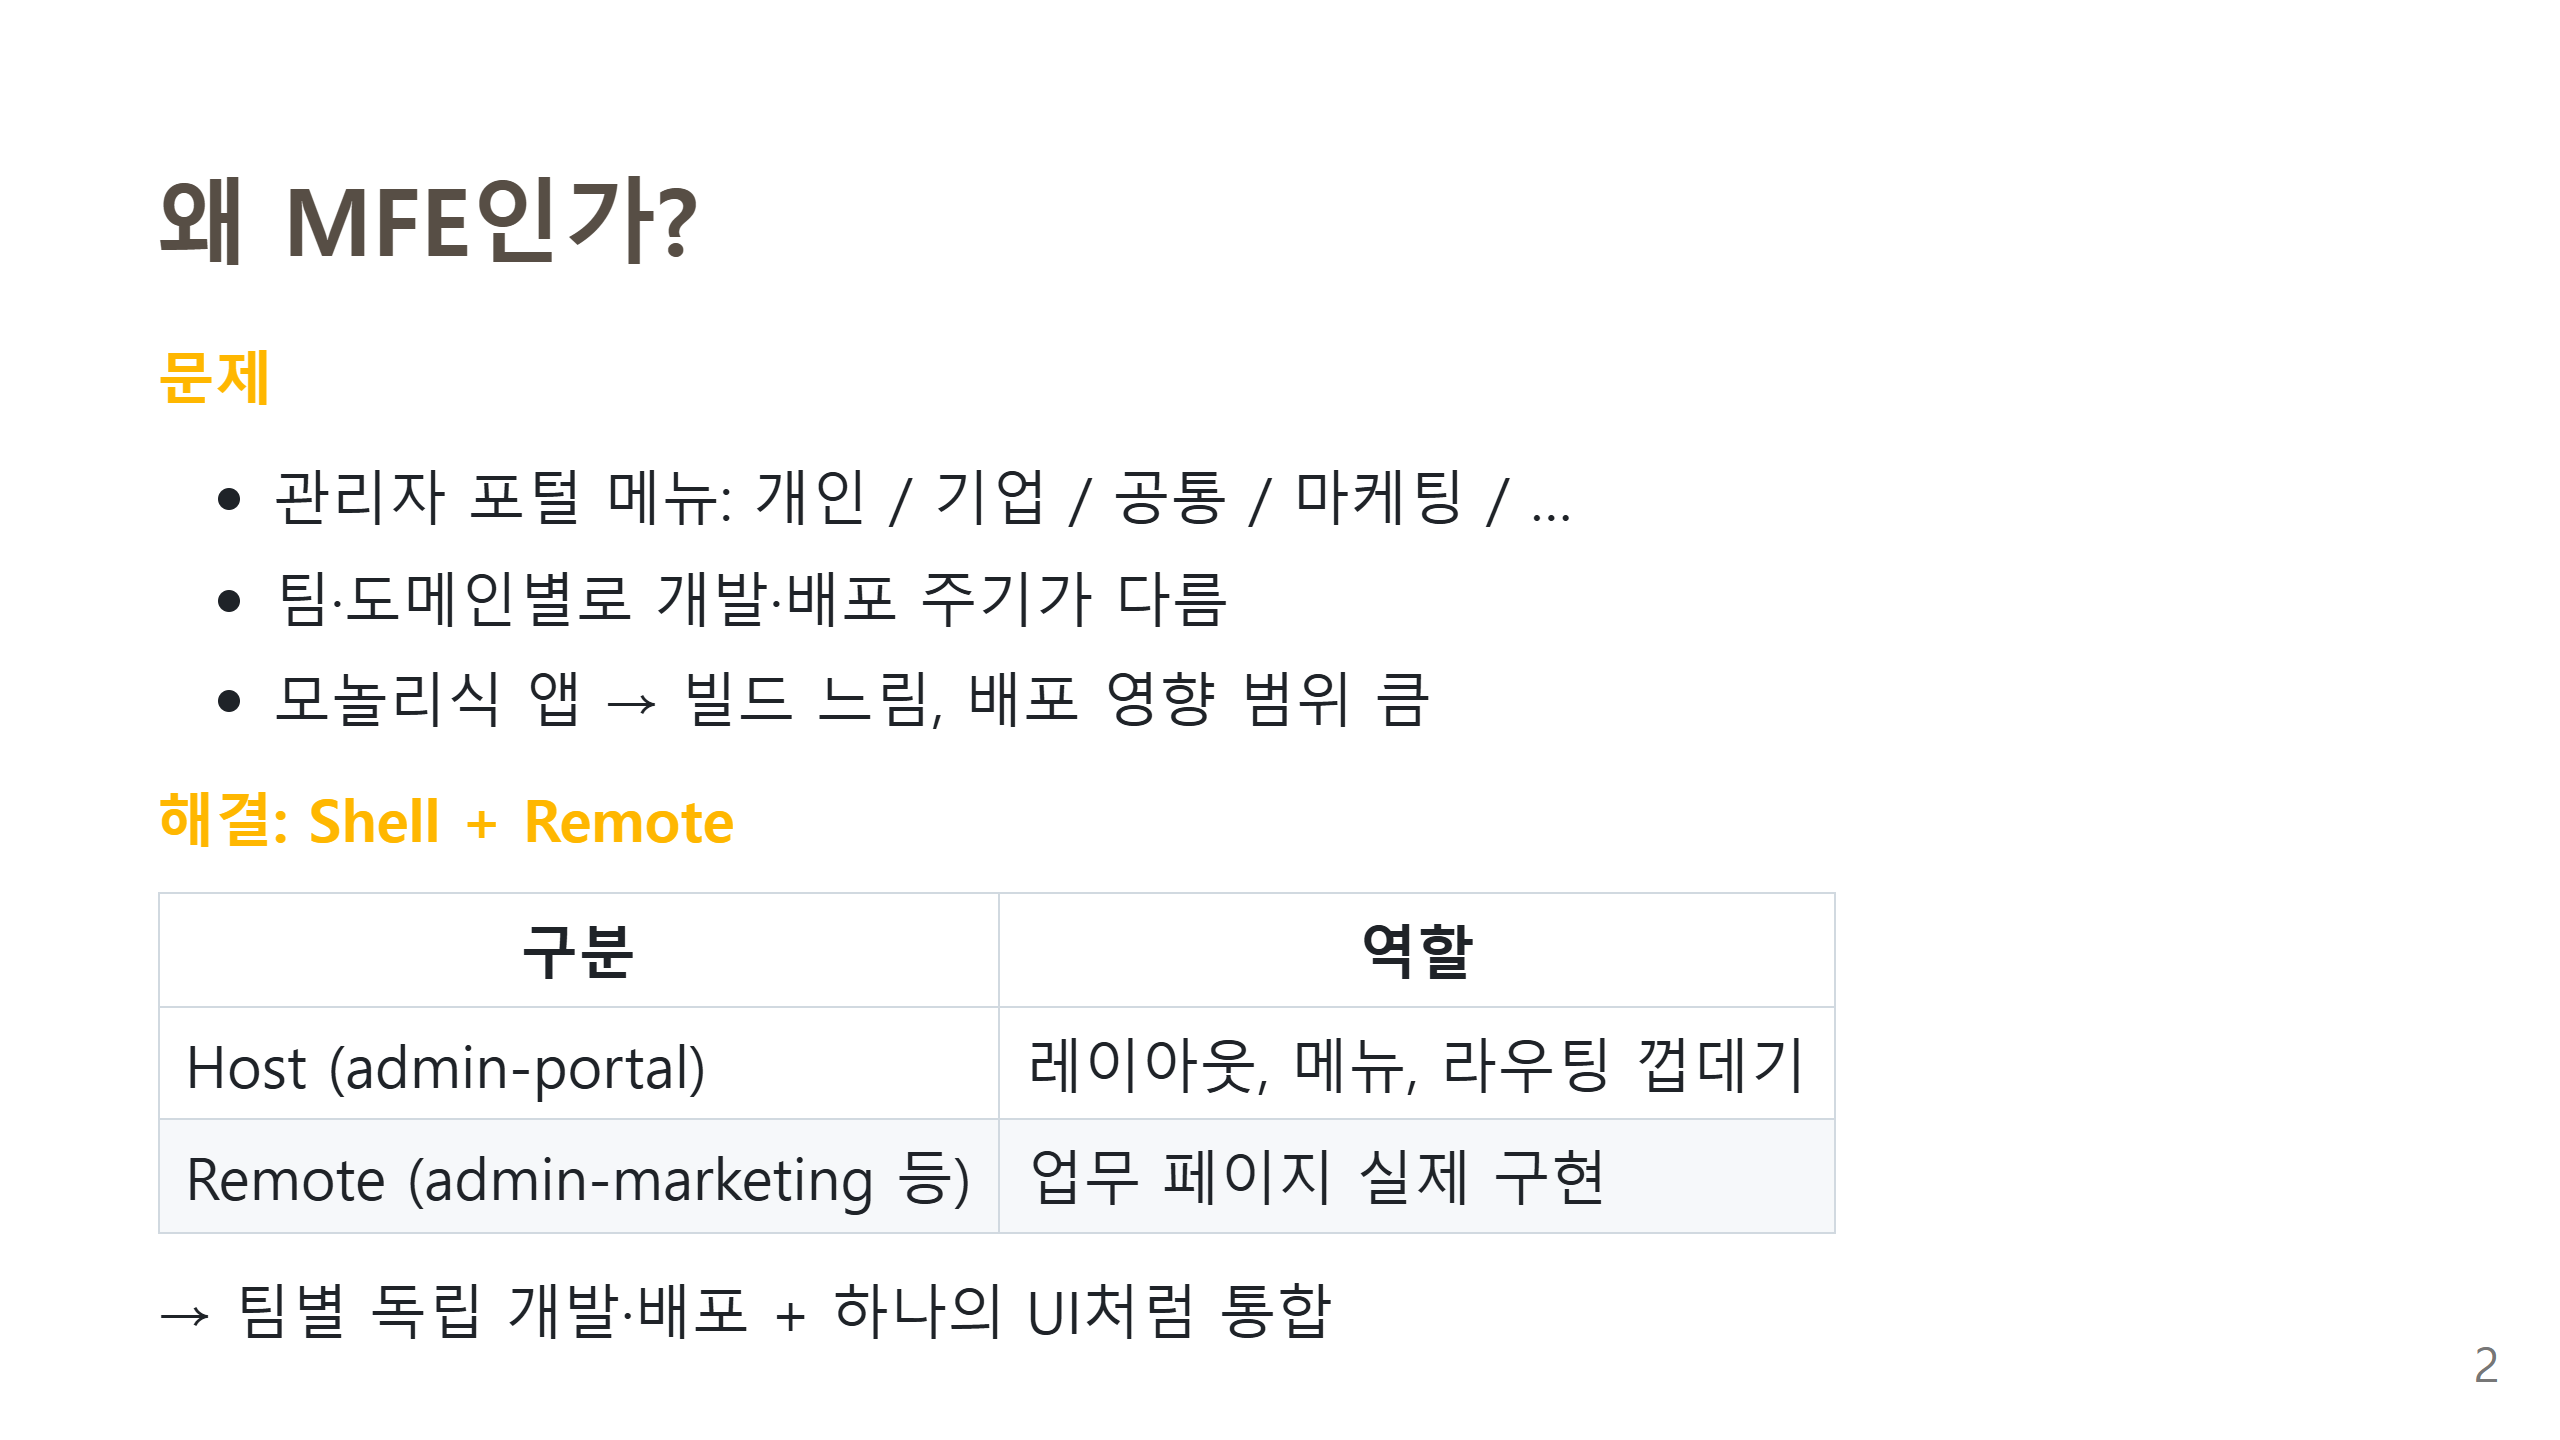 왜 MFE인가?
문제
• 관리자 포털 메뉴: 개인 / 기업 / 공통 / 마케팅 / ...
• 팀·도메인별로 개발·배포 주기가 다름
• 모놀리식 앱 → 빌드 느림, 배포 영향 범위 큼
해결: Shell + Remote
구분 역할
Host (admin-portal) 레이아웃, 메뉴, 라우팅 껍데기
Remote (admin-marketing 등) 업무 페이지 실제 구현
→ 팀별 독립 개발·배포 + 하나의 UI처럼 통합
2